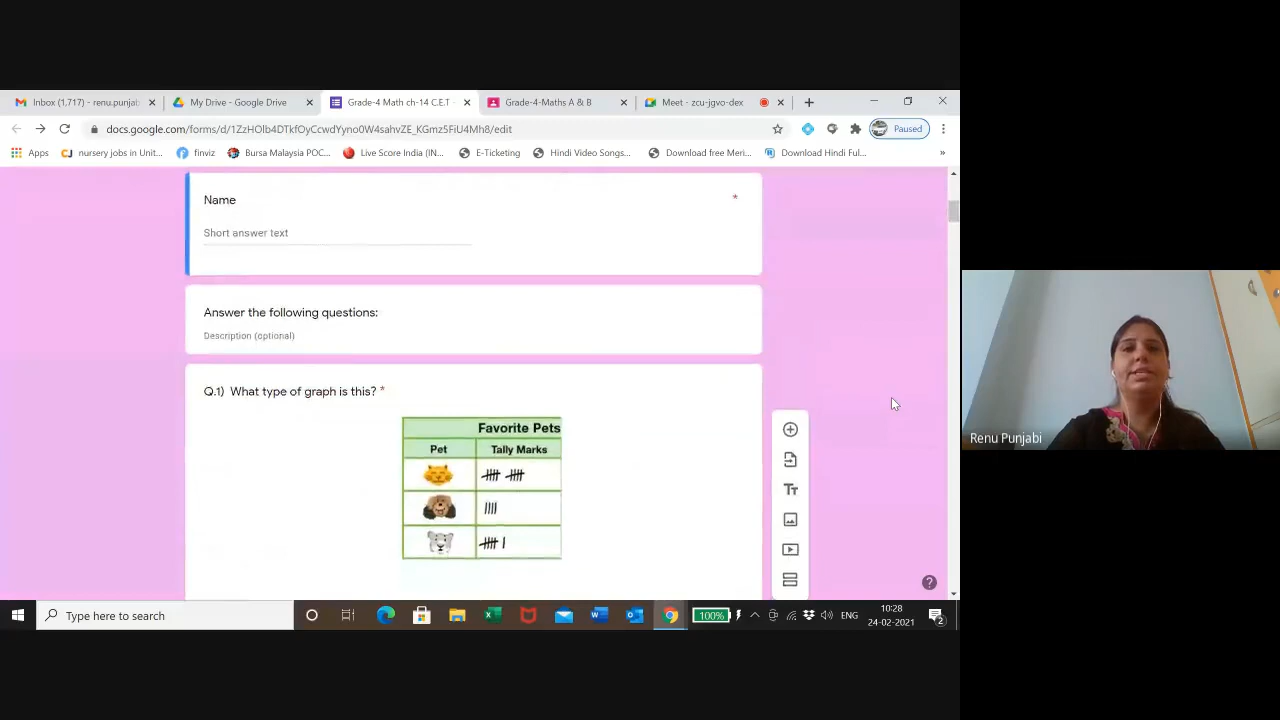 Inbox (1,717) - renu.punjab
My Drive - Google Drive
Grade-4 Math ch-14 C.E.T -
Grade-4-Maths A & B
Meet - zcu-jgvo-dex
docs.google.com/forms/d/1ZzHOlb4DTkfOyCcwdYyno0W4sahvZE_KGmz5FiU4Mh8/edit
Paused
Apps
nursery jobs in Unit...
finviz
Bursa Malaysia POC...
Live Score India (IN...
E-Ticketing
Hindi Video Songs...
Download free Meri...
Download Hindi Ful...
»
Name *
Short answer text
Answer the following questions:
Description (optional)
Q.1) What type of graph is this? *
Favorite Pets
Pet Tally Marks
Tт
Renu Punjabi
Type here to search
100%
ENG
10:28
24-02-2021
2